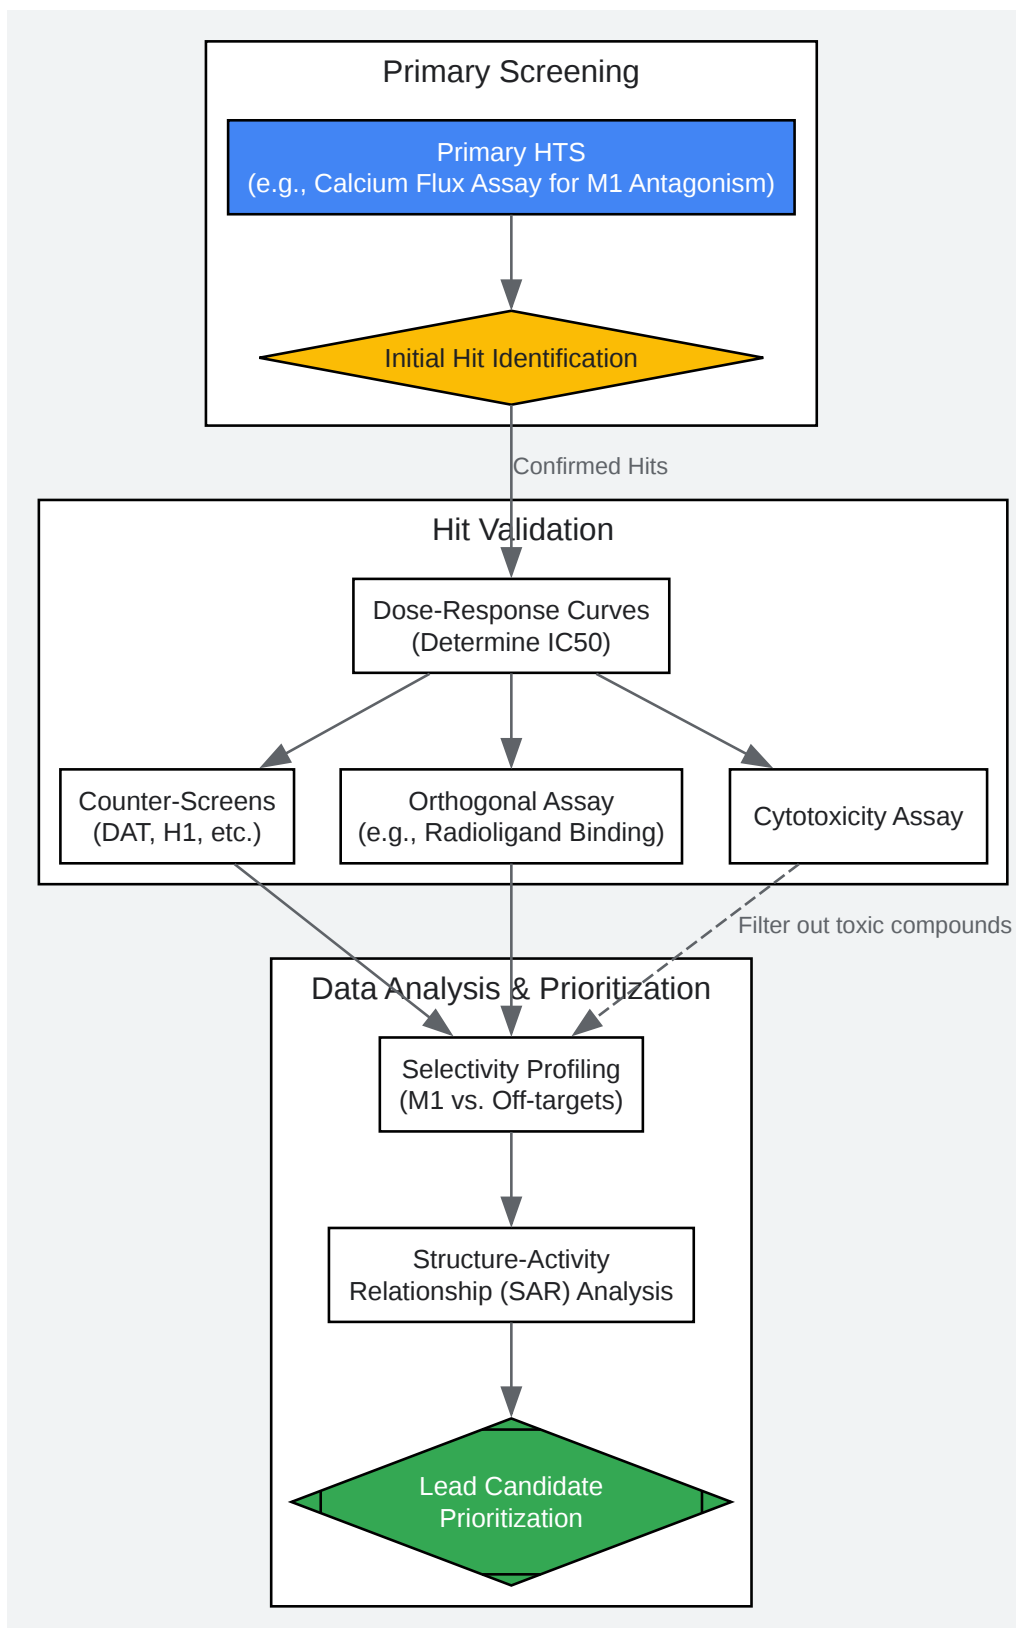 Primary Screening
Primary HTS
(e.g., Calcium Flux Assay for M1 Antagonism)
Initial Hit Identification
Confirmed Hits
Hit Validation
Dose-Response Curves
(Determine IC50)
Counter-Screens
(DAT, H1, etc.)
Orthogonal Assay
(e.g., Radioligand Binding)
Cytotoxicity Assay
Filter out toxic compounds
Data Analysis & Prioritization
Selectivity Profiling
(M1 vs. Off-targets)
Structure-Activity
Relationship (SAR) Analysis
Lead Candidate
Prioritization